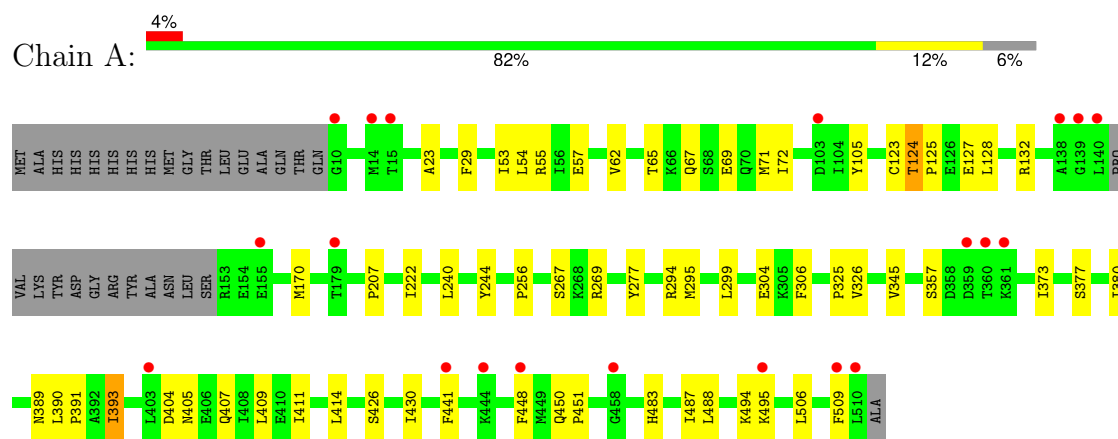 4%
Chain A:
82% 12% 6%
MET ALA HIS HIS HIS HIS HIS HIS HIS MET GLY THR LEU GLU ALA GLN THR GLN G10 M14 T15 A23 F29 I53 L54 R55 I56 E57 V62 T65 K66 Q67 S68 E69 Q70 M71 I72 D103 I104 Y105 C123 T124 P125 E126 E127 L128 R132 A138 G139 L140 PRO
VAL LYS TYR ASP GLY ARG TYR ALA ASN LEU SER R153 E154 E155 M170 T179 P207 I222 L240 Y244 P256 S267 K268 R269 Y277 R294 M295 L299 E304 K305 F306 P325 V326 V345 S357 D358 D359 T360 K361 I373 S377 I380
N389 L390 P391 A392 I393 L403 D404 N405 E406 Q407 I408 L409 E410 I411 L414 S426 I430 F441 K444 F448 M449 Q450 P451 G458 H483 I487 L488 K494 K495 L506 F509 L510 ALA